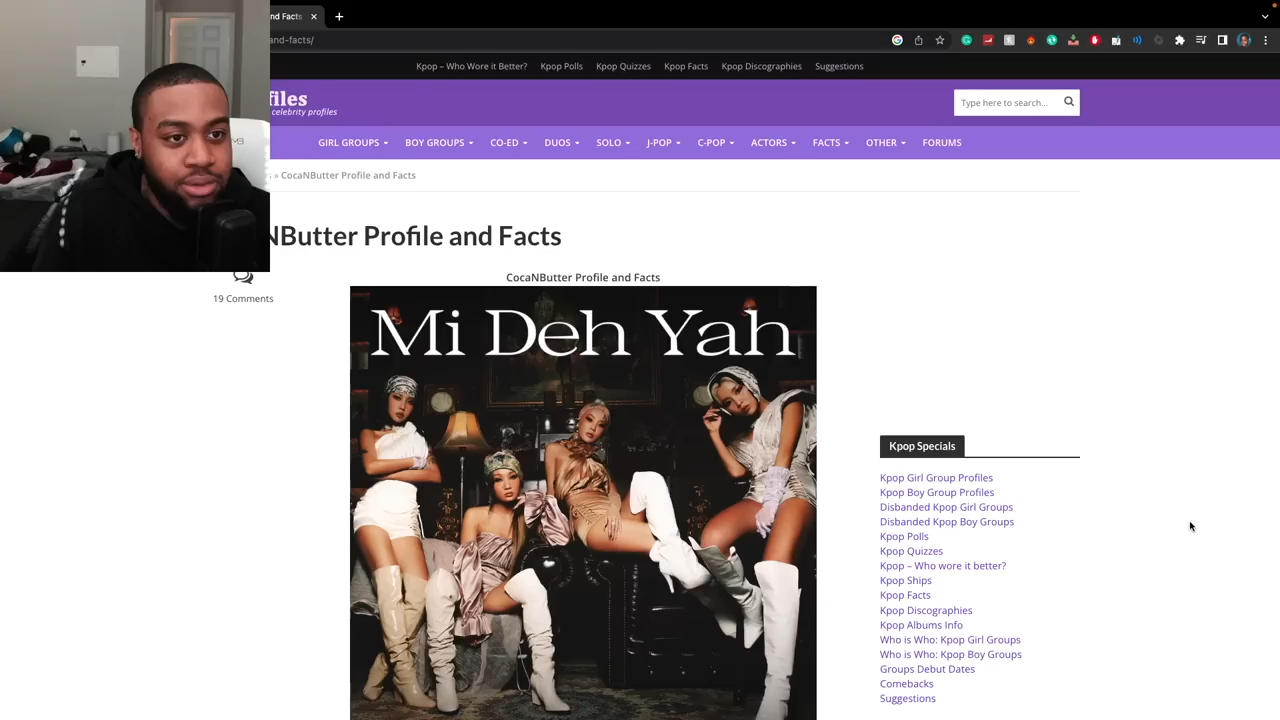 nd Facts
and-facts/
Kpop – Who Wore it Better? Kpop Polls Kpop Quizzes Kpop Facts Kpop Discographies Suggestions
files
celebrity profiles
Type here to search...
GIRL GROUPS BOY GROUPS CO-ED DUOS SOLO J-POP C-POP ACTORS FACTS OTHER FORUMS
» CocaNButter Profile and Facts
NButter Profile and Facts
19 Comments
CocaNButter Profile and Facts
Mi Deh Yah
Kpop Specials
Kpop Girl Group Profiles
Kpop Boy Group Profiles
Disbanded Kpop Girl Groups
Disbanded Kpop Boy Groups
Kpop Polls
Kpop Quizzes
Kpop – Who wore it better?
Kpop Ships
Kpop Facts
Kpop Discographies
Kpop Albums Info
Who is Who: Kpop Girl Groups
Who is Who: Kpop Boy Groups
Groups Debut Dates
Comebacks
Suggestions